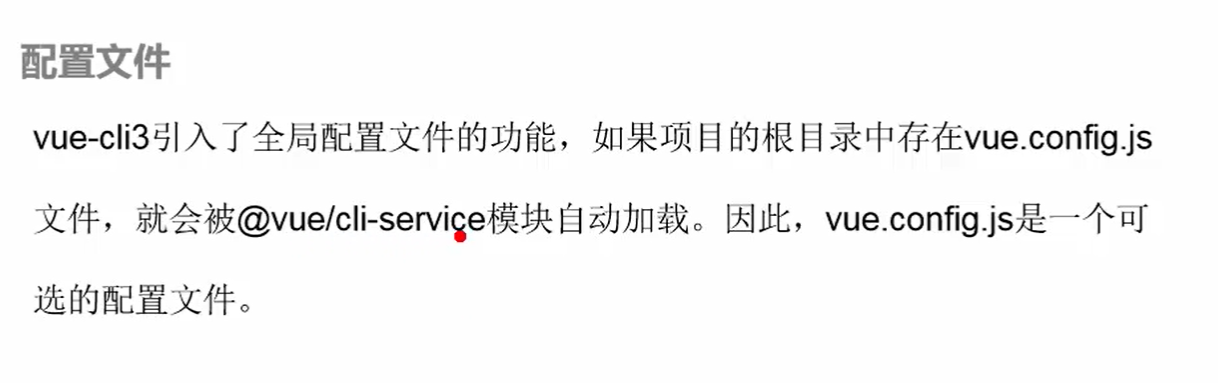 配置文件
vue-cli3引入了全局配置文件的功能，如果项目的根目录中存在vue.config.js
文件，就会被@vue/cli-service模块自动加载。因此，vue.config.js是一个可
选的配置文件。